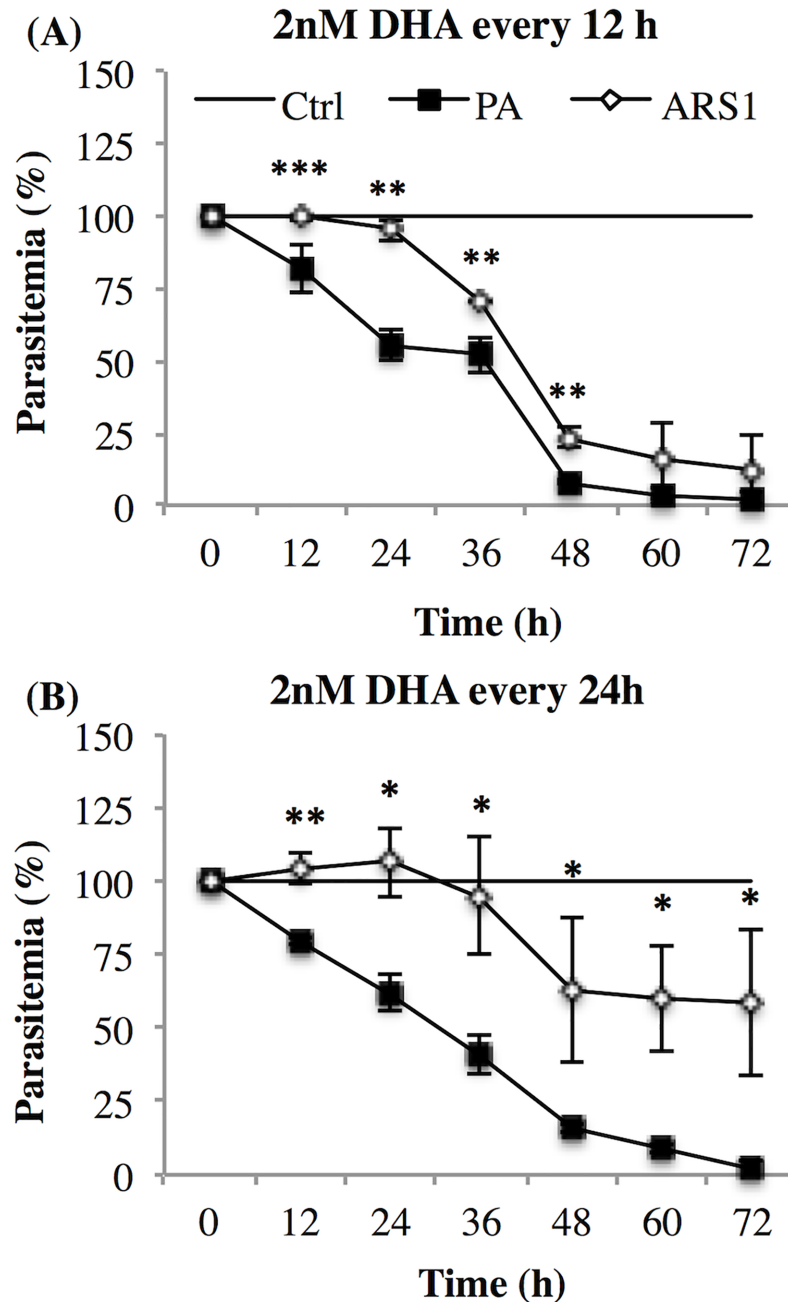 (A) 2nM DHA every 12 h
150
Ctrl PA ARS1
125
***
**
100
**
75
50
**
25
0
Parasitemia (%)
0 12 24 36 48 60 72
Time (h)
(B) 2nM DHA every 24h
150
125
**
*
*
100
*
*
*
75
50
25
0
Parasitemia (%)
0 12 24 36 48 60 72
Time (h)